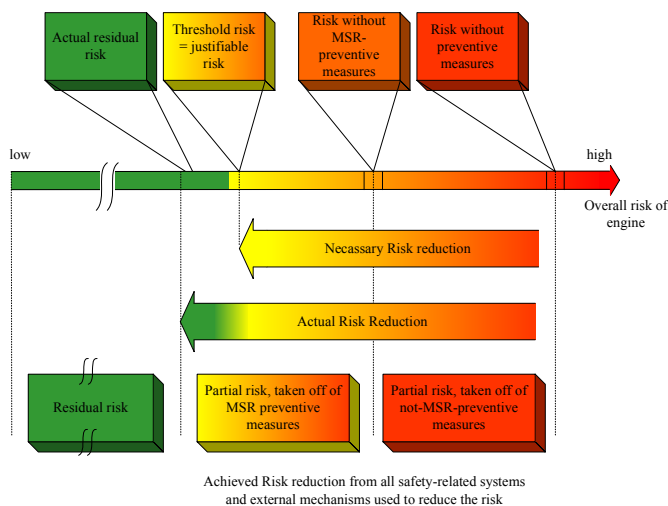 Actual residual
risk
Threshold risk
= justifiable
risk
Risk without
MSR-
preventive
measures
Risk without
preventive
measures
low
high
Overall risk of
engine
Necassary Risk reduction
Actual Risk Reduction
Residual risk
Partial risk, taken off of
MSR preventive
measures
Partial risk, taken off of
not-MSR-preventive
measures
Achieved Risk reduction from all safety-related systems
and external mechanisms used to reduce the risk